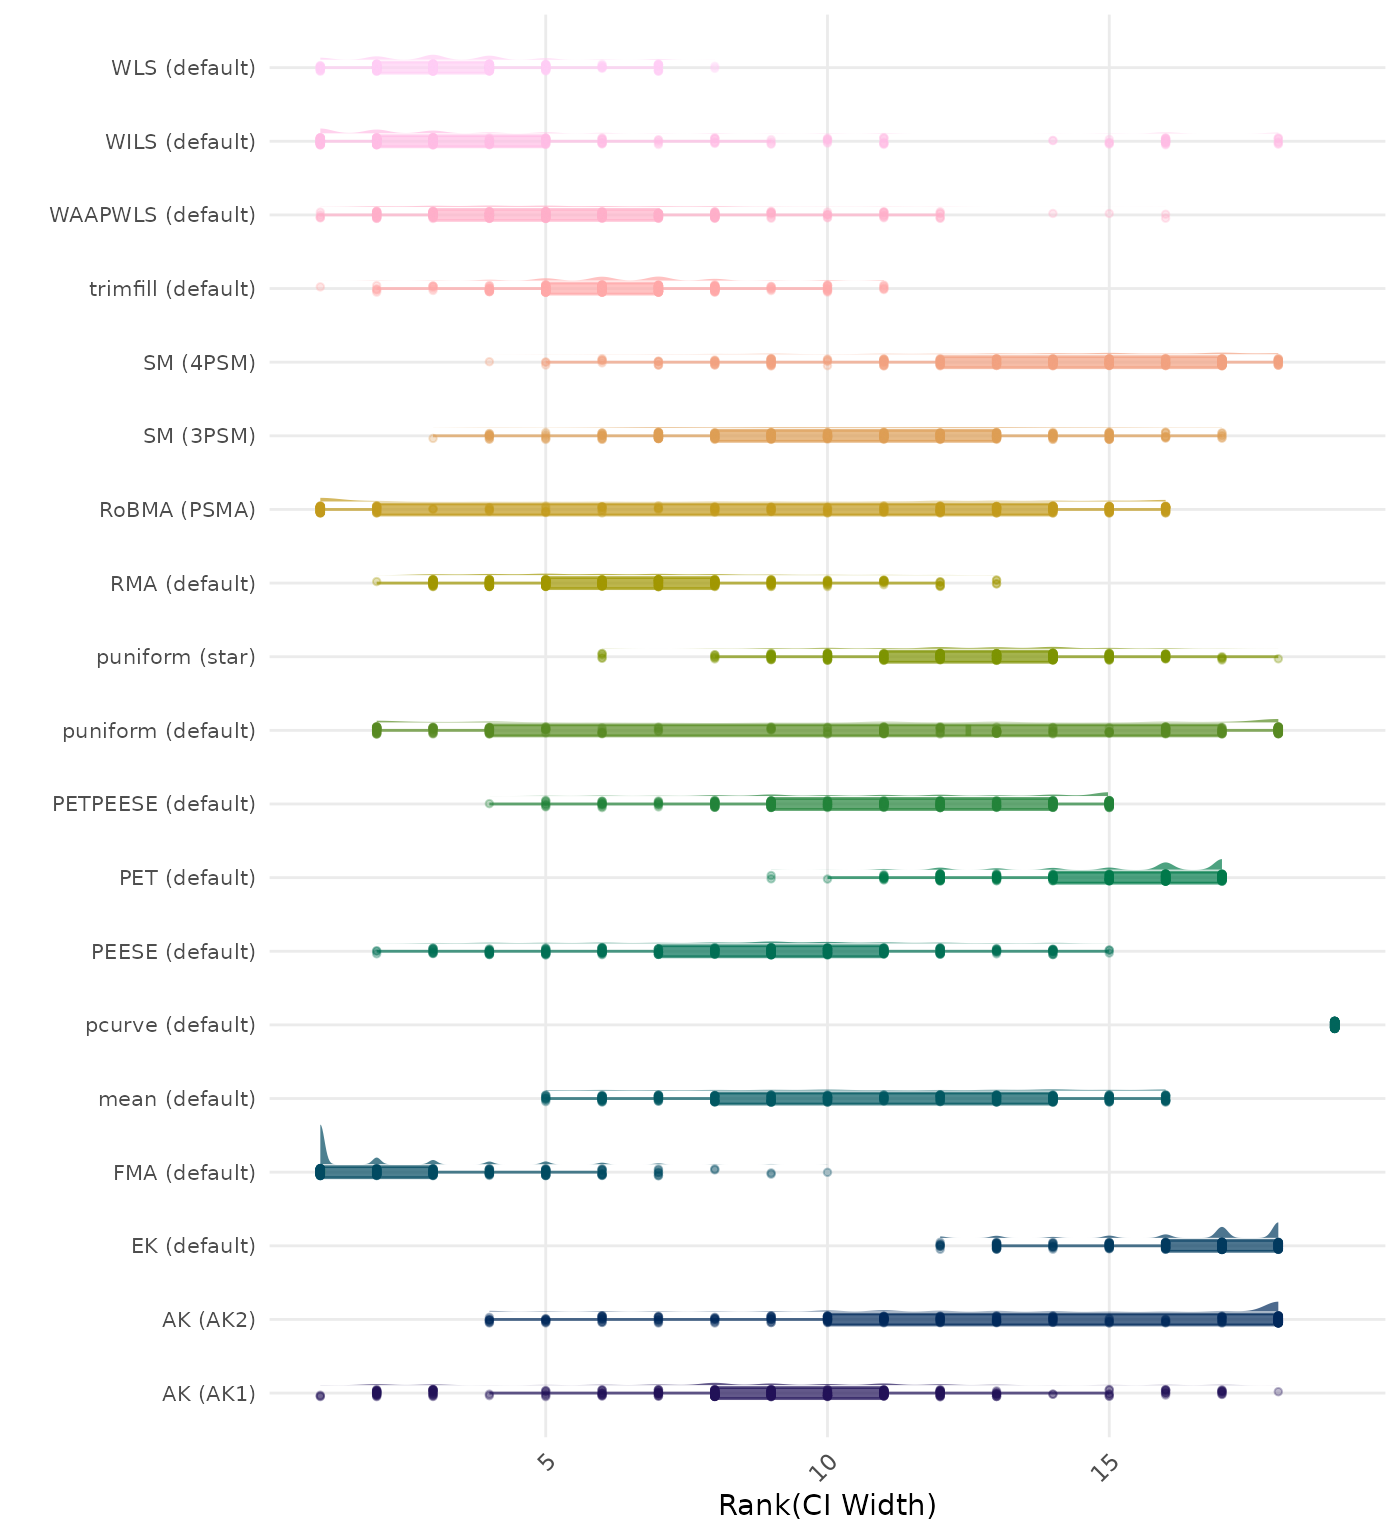 WLS (default)
WILS (default)
WAAPWLS (default)
trimfill (default)
SM (4PSM)
SM (3PSM)
RoBMA (PSMA)
RMA (default)
puniform (star)
puniform (default)
PETPEESE (default)
PET (default)
PEESE (default)
pcurve (default)
mean (default)
FMA (default)
EK (default)
AK (AK2)
AK (AK1)
5 10 15
Rank(CI Width)